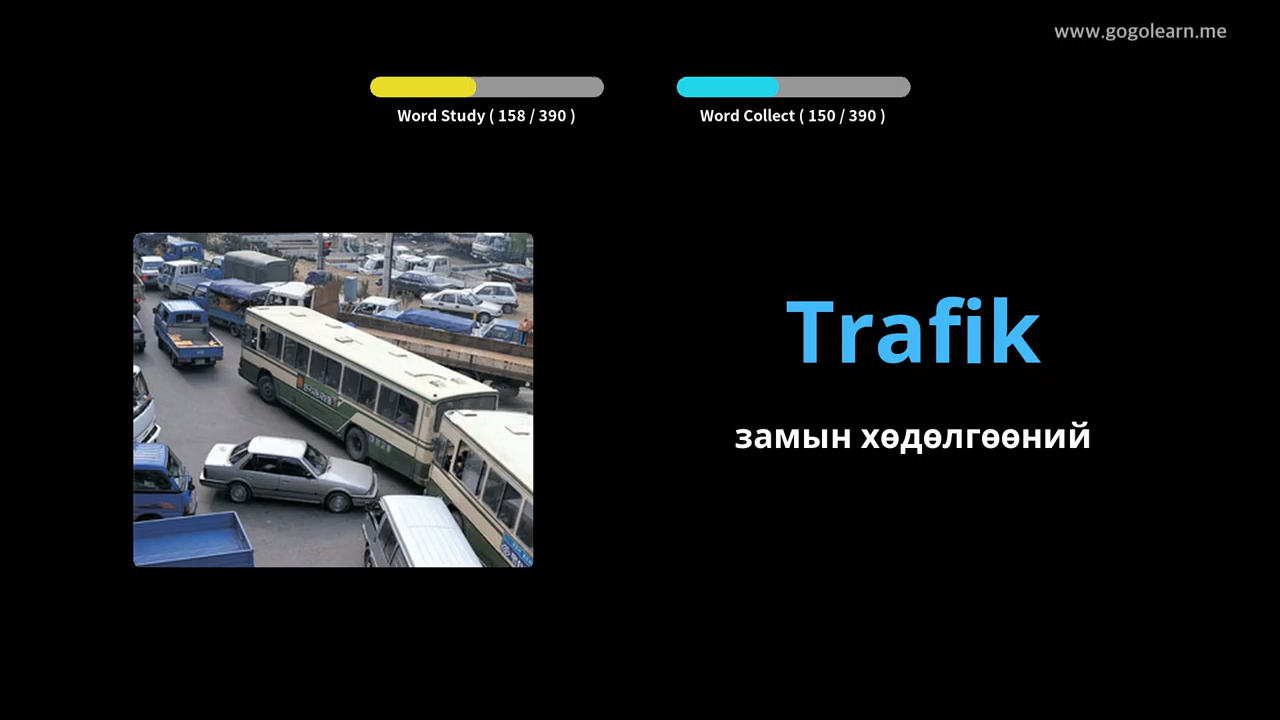 www.gogolearn.me
Word Study ( 158 / 390 )
Word Collect ( 150 / 390 )
Trafik
замын хөдөлгөөний